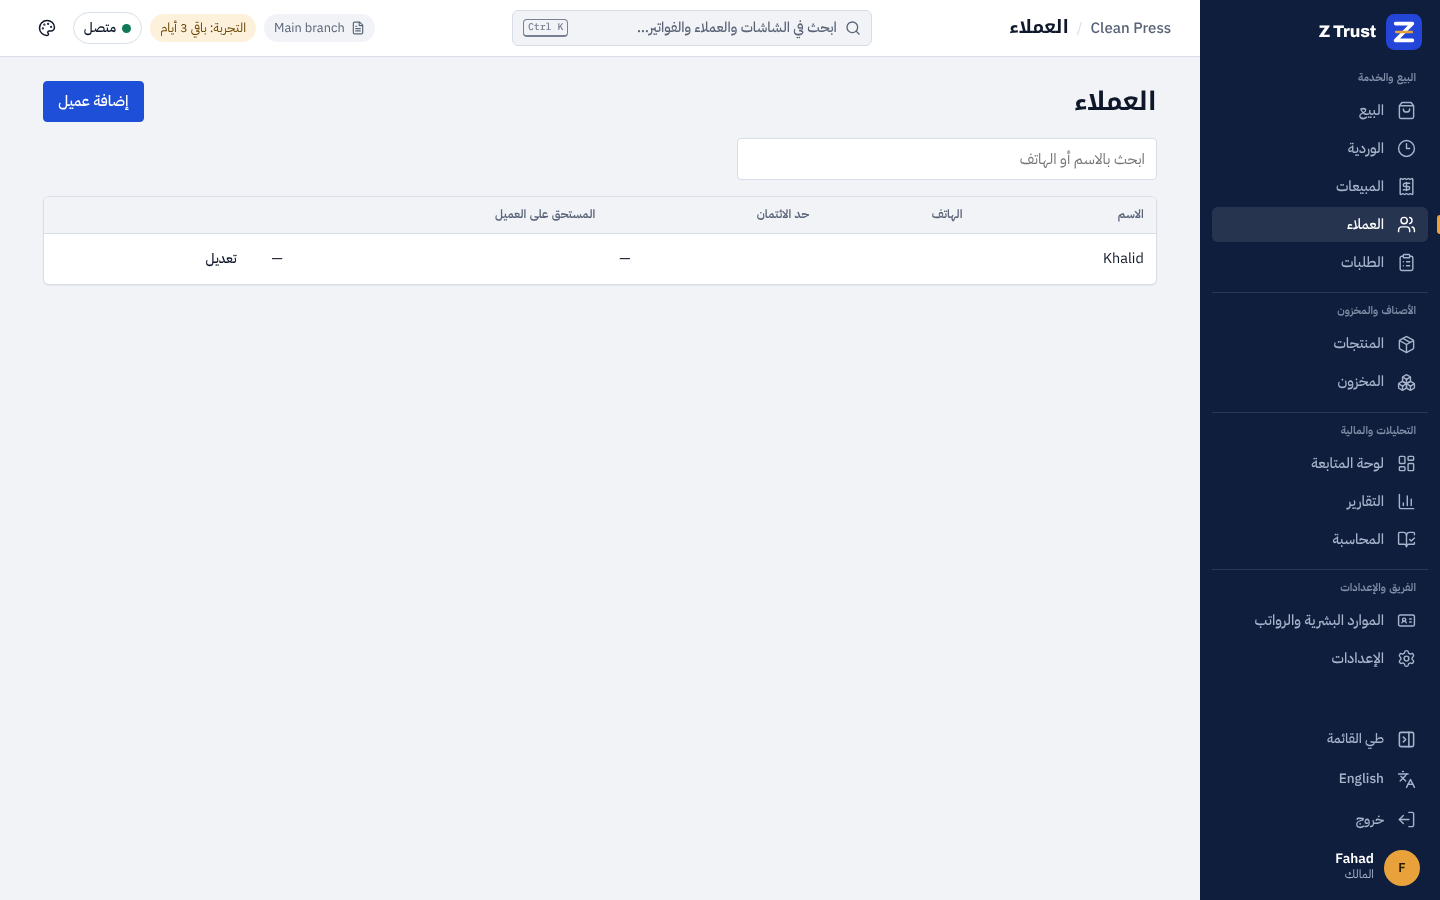 Z Trust
البيع والخدمة
البيع
الوردية
المبيعات
العملاء
الطلبات
الأصناف والمخزون
المنتجات
المخزون
التحليلات والمالية
لوحة المتابعة
التقارير
المحاسبة
الفريق والإعدادات
الموارد البشرية والرواتب
الإعدادات
طي القائمة
English
خروج
F
Fahad
المالك
Clean Press / العملاء
ابحث في الشاشات والعملاء والفواتير...
Ctrl K
Main branch
التجربة: باقي 3 أيام
متصل
العملاء
إضافة عميل
ابحث بالاسم أو الهاتف
الاسم الهاتف حد الائتمان المستحق على العميل
Khalid — — تعديل